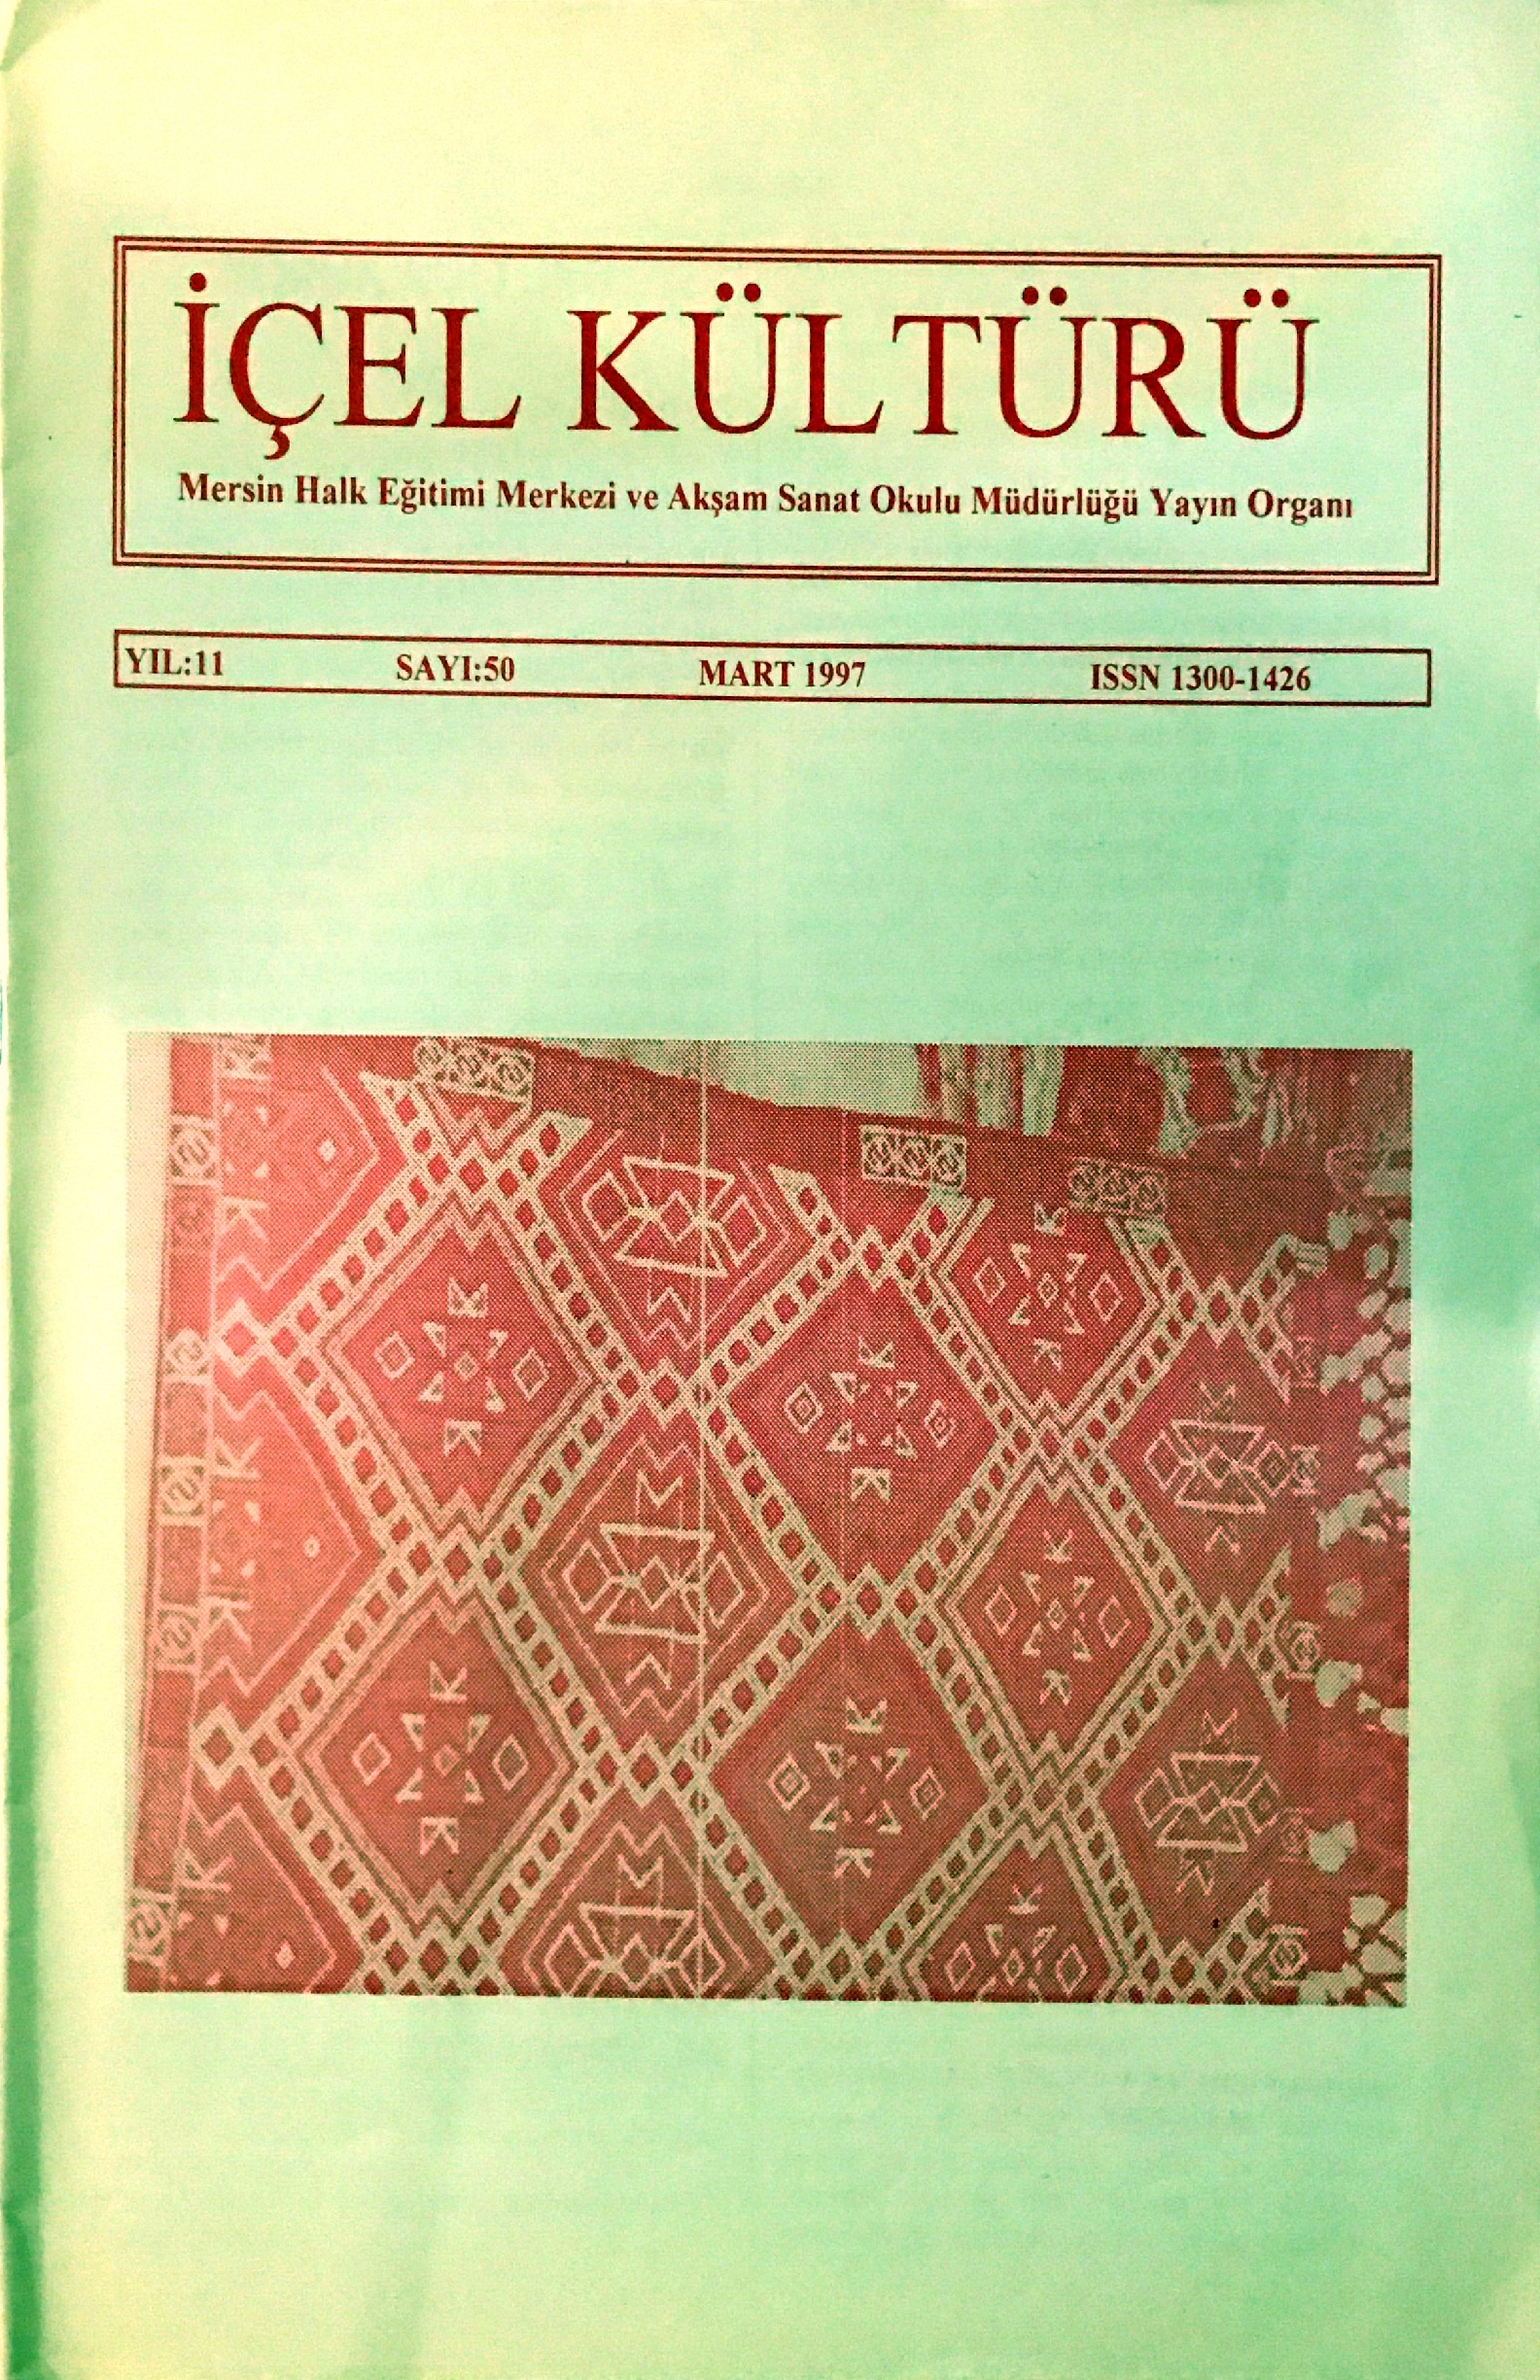 İÇEL KÜLTÜRÜ
Mersin Halk Eğitimi Merkezi ve Akşam Sanat Okulu Müdürlüğü Yayın Organı
YIL:11 SAYI:50 MART 1997 ISSN 1300-1426